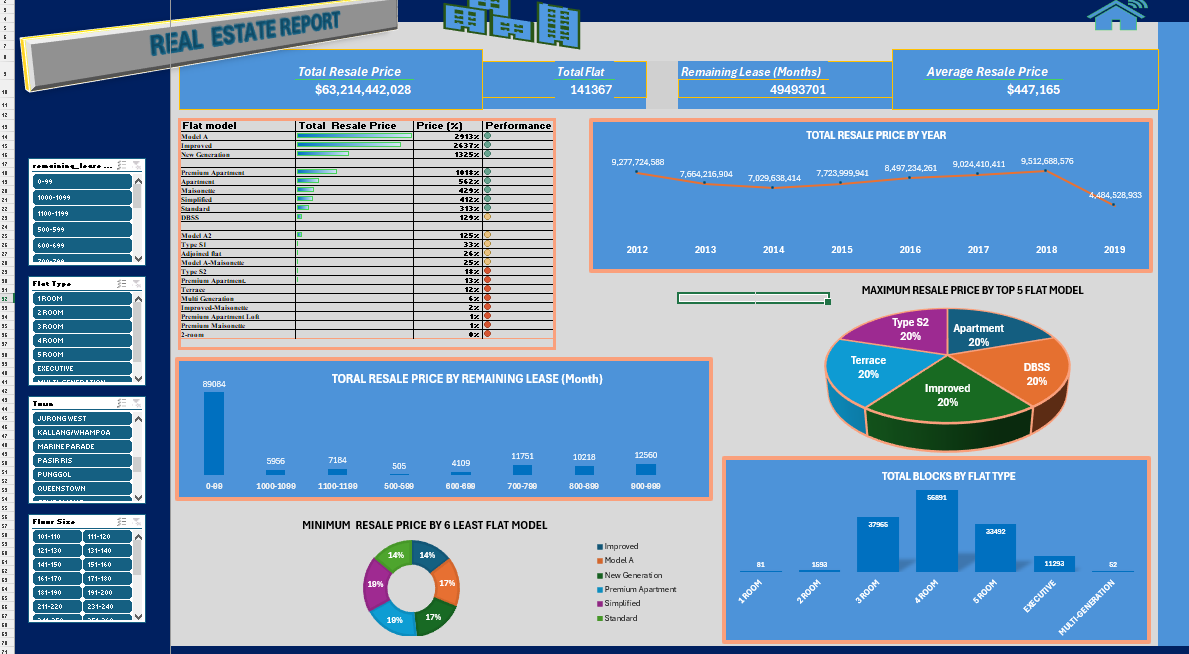 REAL ESTATE REPORT
Total Resale Price
$63,214,442,028
Total Flat
141367
Remaining Lease (Months)
49493701
Average Resale Price
$447,165
remaining_lease ...
0-99
1000-1099
1100-1199
500-599
600-699
700-799
Flat Type
1 ROOM
2 ROOM
3 ROOM
4 ROOM
5 ROOM
EXECUTIVE
MULTI-GENERATION
Town
JURONG WEST
KALLANG/WHAMPOA
MARINE PARADE
PASIR RIS
PUNGGOL
QUEENSTOWN
Floor Size
101-110 111-120
121-130 131-140
141-150 151-160
161-170 171-180
181-190 191-200
211-220 231-240
Flat model Total Resale Price Price (%) Performance
Model A 2913%
Improved 2637%
New Generation 1325%
Premium Apartment 1018%
Apartment 562%
Maisonette 429%
Simplified 412%
Standard 313%
DBSS 129%
Model A2 125%
Type S1 33%
Adjoined flat 26%
Model A-Maisonette 25%
Type S2 18%
Premium Apartment. 13%
Terrace 12%
Multi Generation 6%
Improved-Maisonette 2%
Premium Apartment Loft 1%
Premium Maisonette 1%
2-room 0%
TOTAL RESALE PRICE BY YEAR
9,277,724,588
7,664,216,904
7,029,638,414
7,723,999,941
8,497,234,261
9,024,410,411
9,512,688,576
4,484,528,933
2012 2013 2014 2015 2016 2017 2018 2019
MAXIMUM RESALE PRICE BY TOP 5 FLAT MODEL
Type S2
20%
Apartment
20%
Terrace
20%
DBSS
20%
Improved
20%
TORAL RESALE PRICE BY REMAINING LEASE (Month)
89084
5956
7184
505
4109
11751
10218
12560
0-99 1000-1099 1100-1199 500-599 600-699 700-799 800-899 900-999
MINIMUM RESALE PRICE BY 6 LEAST FLAT MODEL
14%
14%
19%
17%
19%
17%
Improved
Model A
New Generation
Premium Apartment
Simplified
Standard
TOTAL BLOCKS BY FLAT TYPE
81
1693
37965
56891
33492
11293
52
1 ROOM
2 ROOM
3 ROOM
4 ROOM
5 ROOM
EXECUTIVE
MULTI-GENERATION